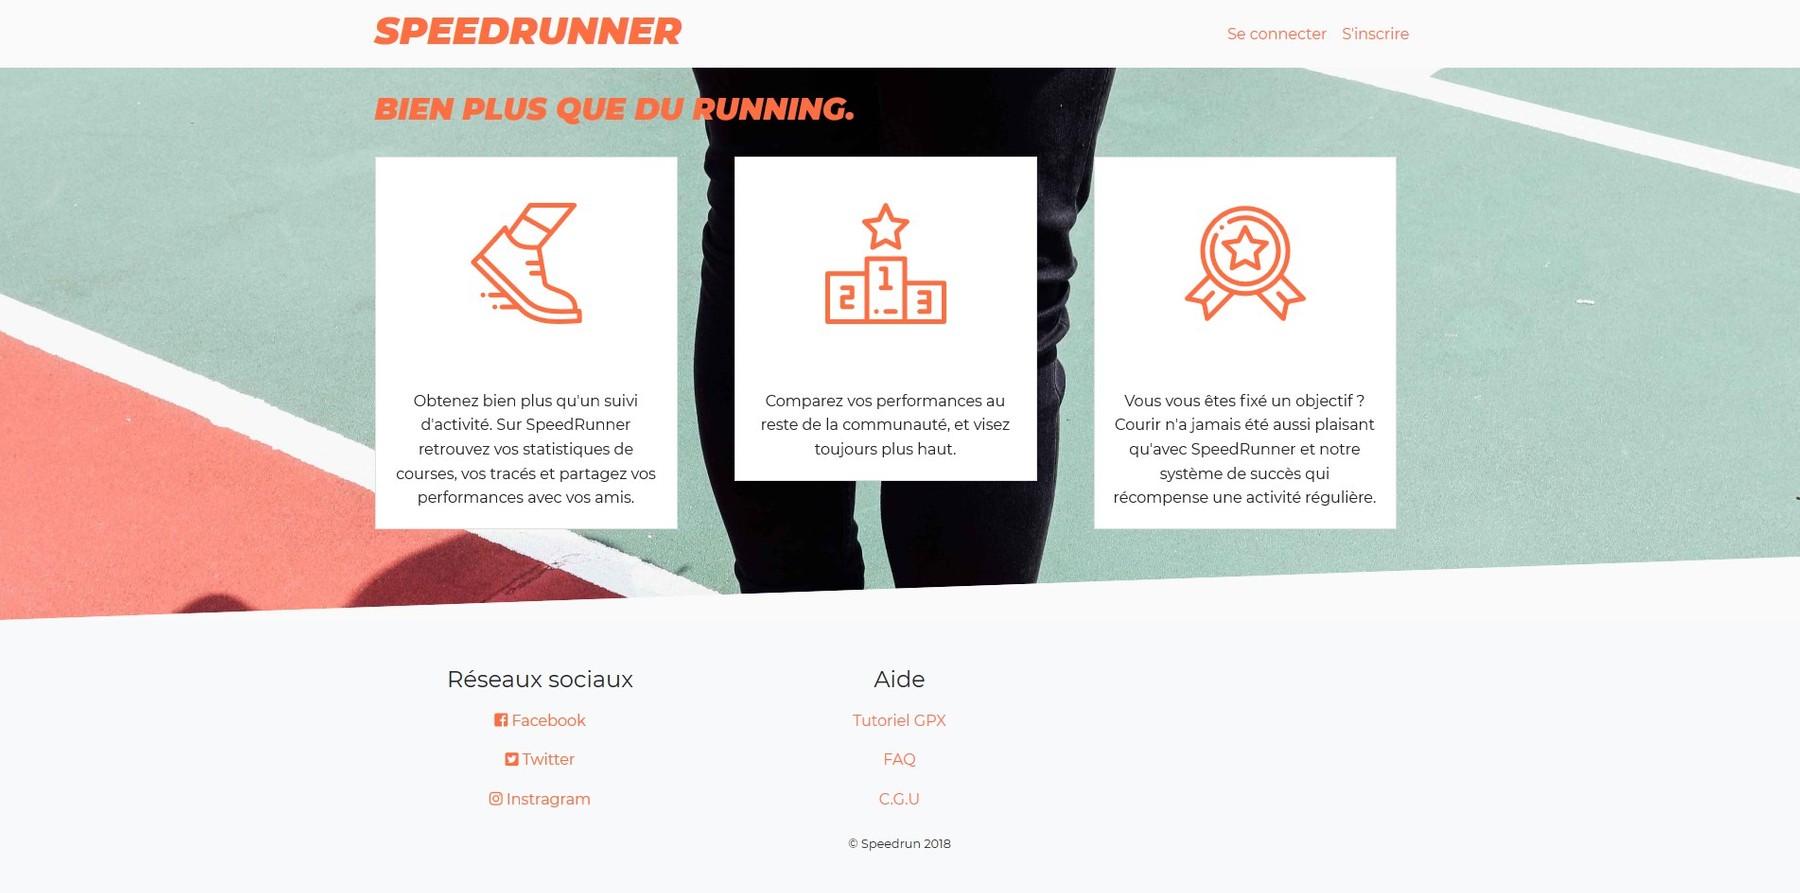 SPEEDRUNNER
Se connecter S'inscrire
BIEN PLUS QUE DU RUNNING.
Obtenez bien plus qu'un suivi
d'activité. Sur SpeedRunner
retrouvez vos statistiques de
courses, vos tracés et partagez vos
performances avec vos amis.
2 1 3
Comparez vos performances au
reste de la communauté, et visez
toujours plus haut.
Vous vous êtes fixé un objectif ?
Courir n'a jamais été aussi plaisant
qu'avec SpeedRunner et notre
système de succès qui
récompense une activité régulière.
Réseaux sociaux
Facebook
Twitter
Instragram
Aide
Tutoriel GPX
FAQ
C.G.U
© Speedrun 2018